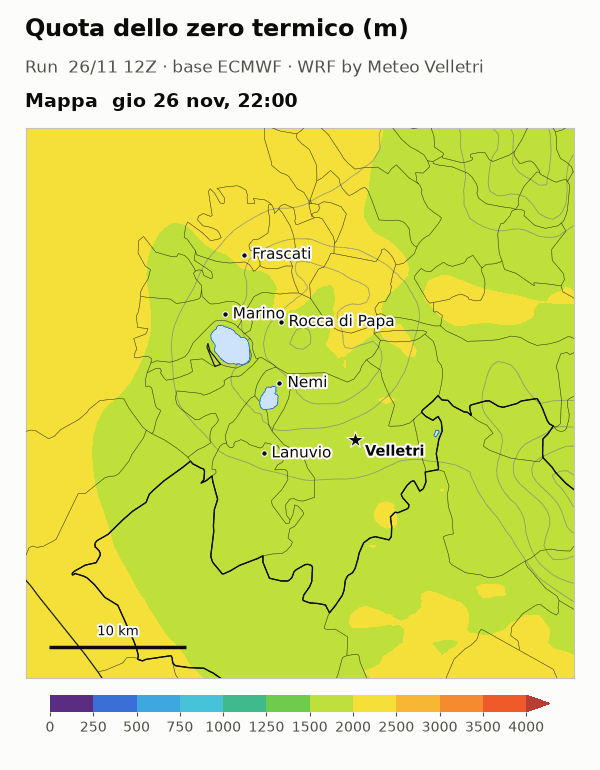 Quota dello zero termico (m)
Run  26/11 12Z · base ECMWF · WRF by Meteo Velletri
Mappa  gio 26 nov, 22:00
Frascati
Marino
Rocca di Papa
Nemi
Velletri
Lanuvio
10 km
0 250 500 750 1000 1250 1500 2000 2500 3000 3500 4000